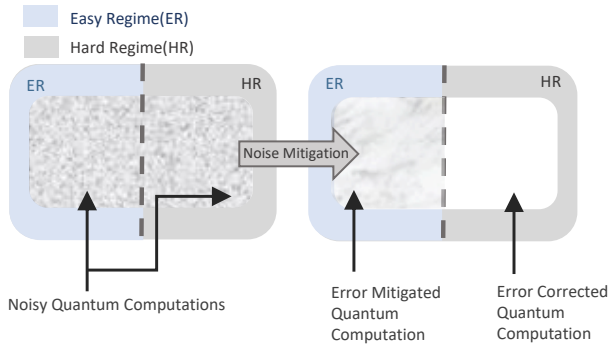 Easy Regime(ER)
Hard Regime(HR)
ER
HR
Noise Mitigation
ER
HR
Noisy Quantum Computations
Error Mitigated
Quantum
Computation
Error Corrected
Quantum
Computation